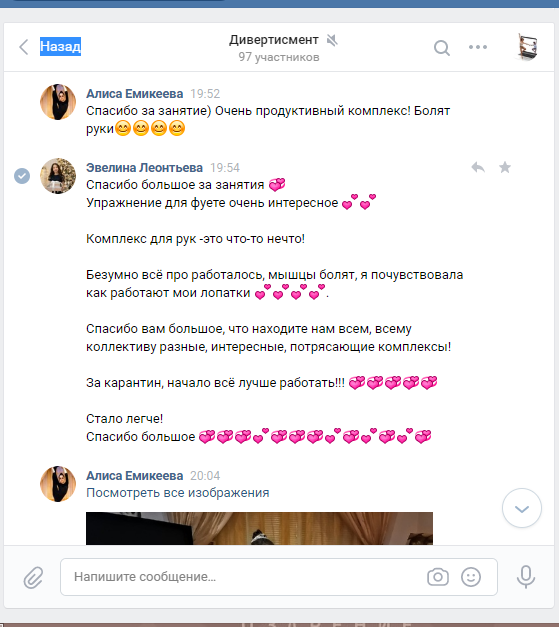 Назад
Дивертисмент
97 участников
Алиса Емикеева 19:52
Спасибо за занятие) Очень продуктивный комплекс! Болят
руки😊😊😊😊
Эвелина Леонтьева 19:54
Спасибо большое за занятия 💞
Упражнение для фуете очень интересное 💕💕
Комплекс для рук -это что-то нечто!
Безумно всё про работалось, мышцы болят, я почувствовала
как работают мои лопатки 💕💕💕💕.
Спасибо вам большое, что находите нам всем, всему
коллективу разные, интересные, потрясающие комплексы!
За карантин, начало всё лучше работать!!! 💞💞💞💞💞
Стало легче!
Спасибо большое 💞💞💞💕💞💞💞💕💞💕💞💕💞
Алиса Емикеева 20:04
Посмотреть все изображения
Напишите сообщение...